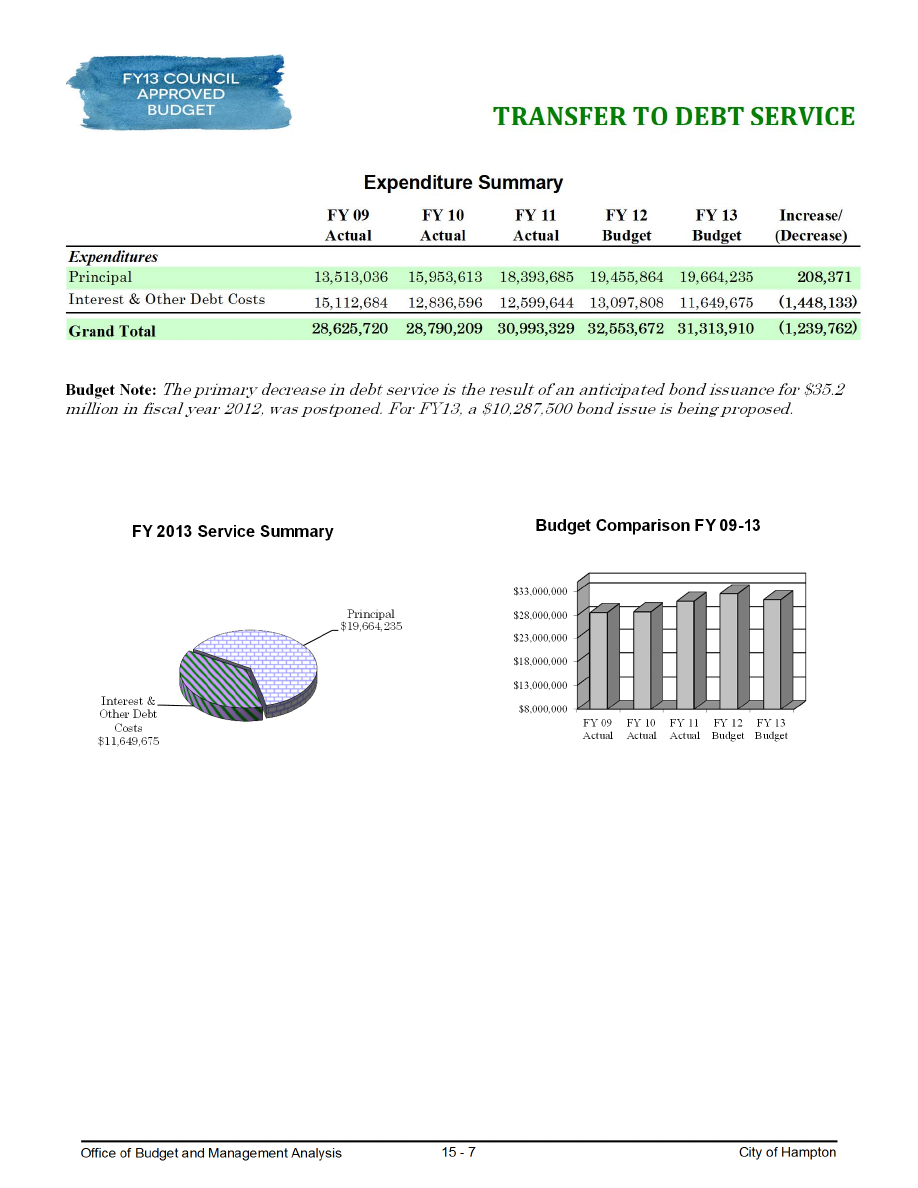 FY13 COUNCIL
APPROVED
BUDGET
TRANSFER TO DEBT SERVICE
Expenditure Summary
FY 09 FY 10 FY 11 FY 12 FY 13 Increase/
Actual Actual Actual Budget Budget (Decrease)
Expenditures
Principal 13,513,036 15,953,613 18,393,685 19,455,864 19,664,235 208,371
Interest & Other Debt Costs 15,112,684 12,836,596 12,599,644 13,097,808 11,649,675 (1,448,133)
Grand Total 28,625,720 28,790,209 30,993,329 32,553,672 31,313,910 (1,239,762)
Budget Note: The primary decrease in debt service is the result of an anticipated bond issuance for $35.2
million in fiscal year 2012, was postponed. For FY13, a $10,287,500 bond issue is being proposed.
FY 2013 Service Summary
Principal
$19,664,235
Interest &
Other Debt
Costs
$11,649,675
Budget Comparison FY 09-13
$33,000,000
$28,000,000
$23,000,000
$18,000,000
$13,000,000
$8,000,000
FY 09 FY 10 FY 11 FY 12 FY 13
Actual Actual Actual Budget Budget
Office of Budget and Management Analysis 15 - 7 City of Hampton